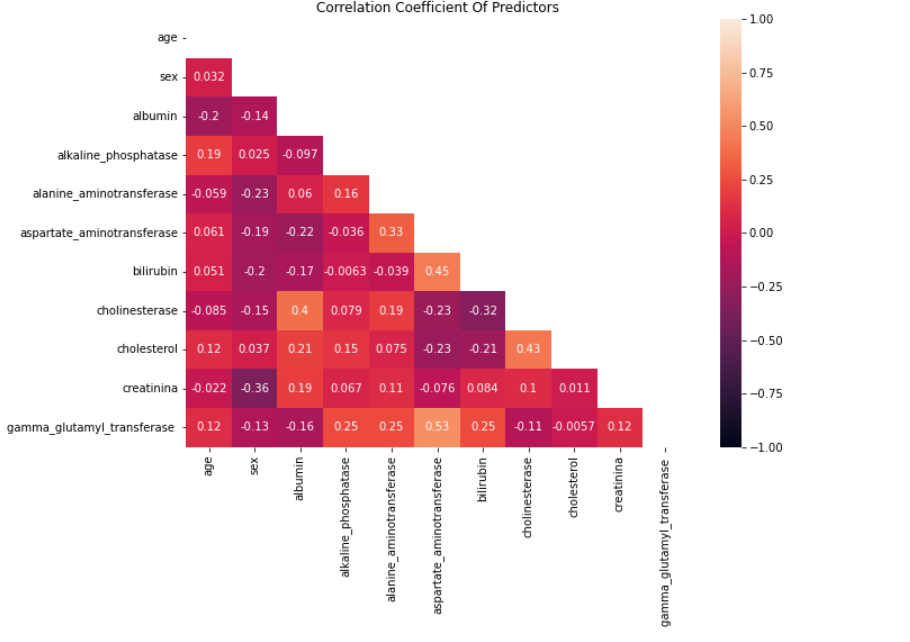 Correlation Coefficient Of Predictors
age
sex 0.032
albumin -0.2 -0.14
alkaline_phosphatase 0.19 0.025 -0.097
alanine_aminotransferase -0.059 -0.23 0.06 0.16
aspartate_aminotransferase 0.061 -0.19 -0.22 -0.036 0.33
bilirubin 0.051 -0.2 -0.17 -0.0063 -0.039 0.45
cholinesterase -0.085 -0.15 0.4 0.079 0.19 -0.23 -0.32
cholesterol 0.12 0.037 0.21 0.15 0.075 -0.23 -0.21 0.43
creatinina -0.022 -0.36 0.19 0.067 0.11 -0.076 0.084 0.1 0.011
gamma_glutamyl_transferase 0.12 -0.13 -0.16 0.25 0.25 0.53 0.25 -0.11 -0.0057 0.12
age
sex
albumin
alkaline_phosphatase
alanine_aminotransferase
aspartate_aminotransferase
bilirubin
cholinesterase
cholesterol
creatinina
gamma_glutamyl_transferase
1.00
0.75
0.50
0.25
0.00
−0.25
−0.50
−0.75
−1.00